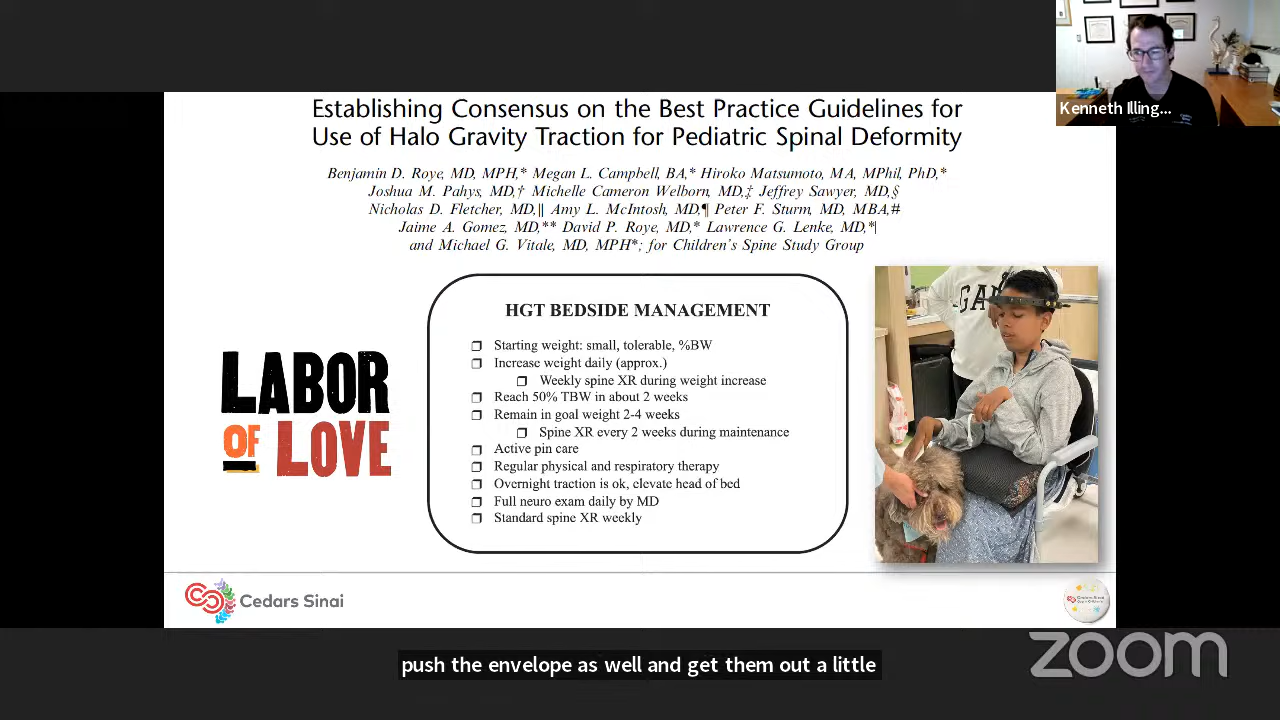 Kenneth Illing...
Establishing Consensus on the Best Practice Guidelines for
Use of Halo Gravity Traction for Pediatric Spinal Deformity
Benjamin D. Roye, MD, MPH,* Megan L. Campbell, BA,* Hiroko Matsumoto, MA, MPhil, PhD,*
Joshua M. Pahys, MD,† Michelle Cameron Welborn, MD,‡ Jeffrey Sawyer, MD,§
Nicholas D. Fletcher, MD,∥ Amy L. McIntosh, MD,¶ Peter F. Sturm, MD, MBA,#
Jaime A. Gomez, MD,** David P. Roye, MD,* Lawrence G. Lenke, MD,*|
and Michael G. Vitale, MD, MPH*; for Children's Spine Study Group
HGT BEDSIDE MANAGEMENT
Starting weight: small, tolerable, %BW
Increase weight daily (approx.)
Weekly spine XR during weight increase
Reach 50% TBW in about 2 weeks
Remain in goal weight 2-4 weeks
Spine XR every 2 weeks during maintenance
Active pin care
Regular physical and respiratory therapy
Overnight traction is ok, elevate head of bed
Full neuro exam daily by MD
Standard spine XR weekly
LABOR
OF LOVE
GAP
Cedars Sinai
push the envelope as well and get them out a little
zoom